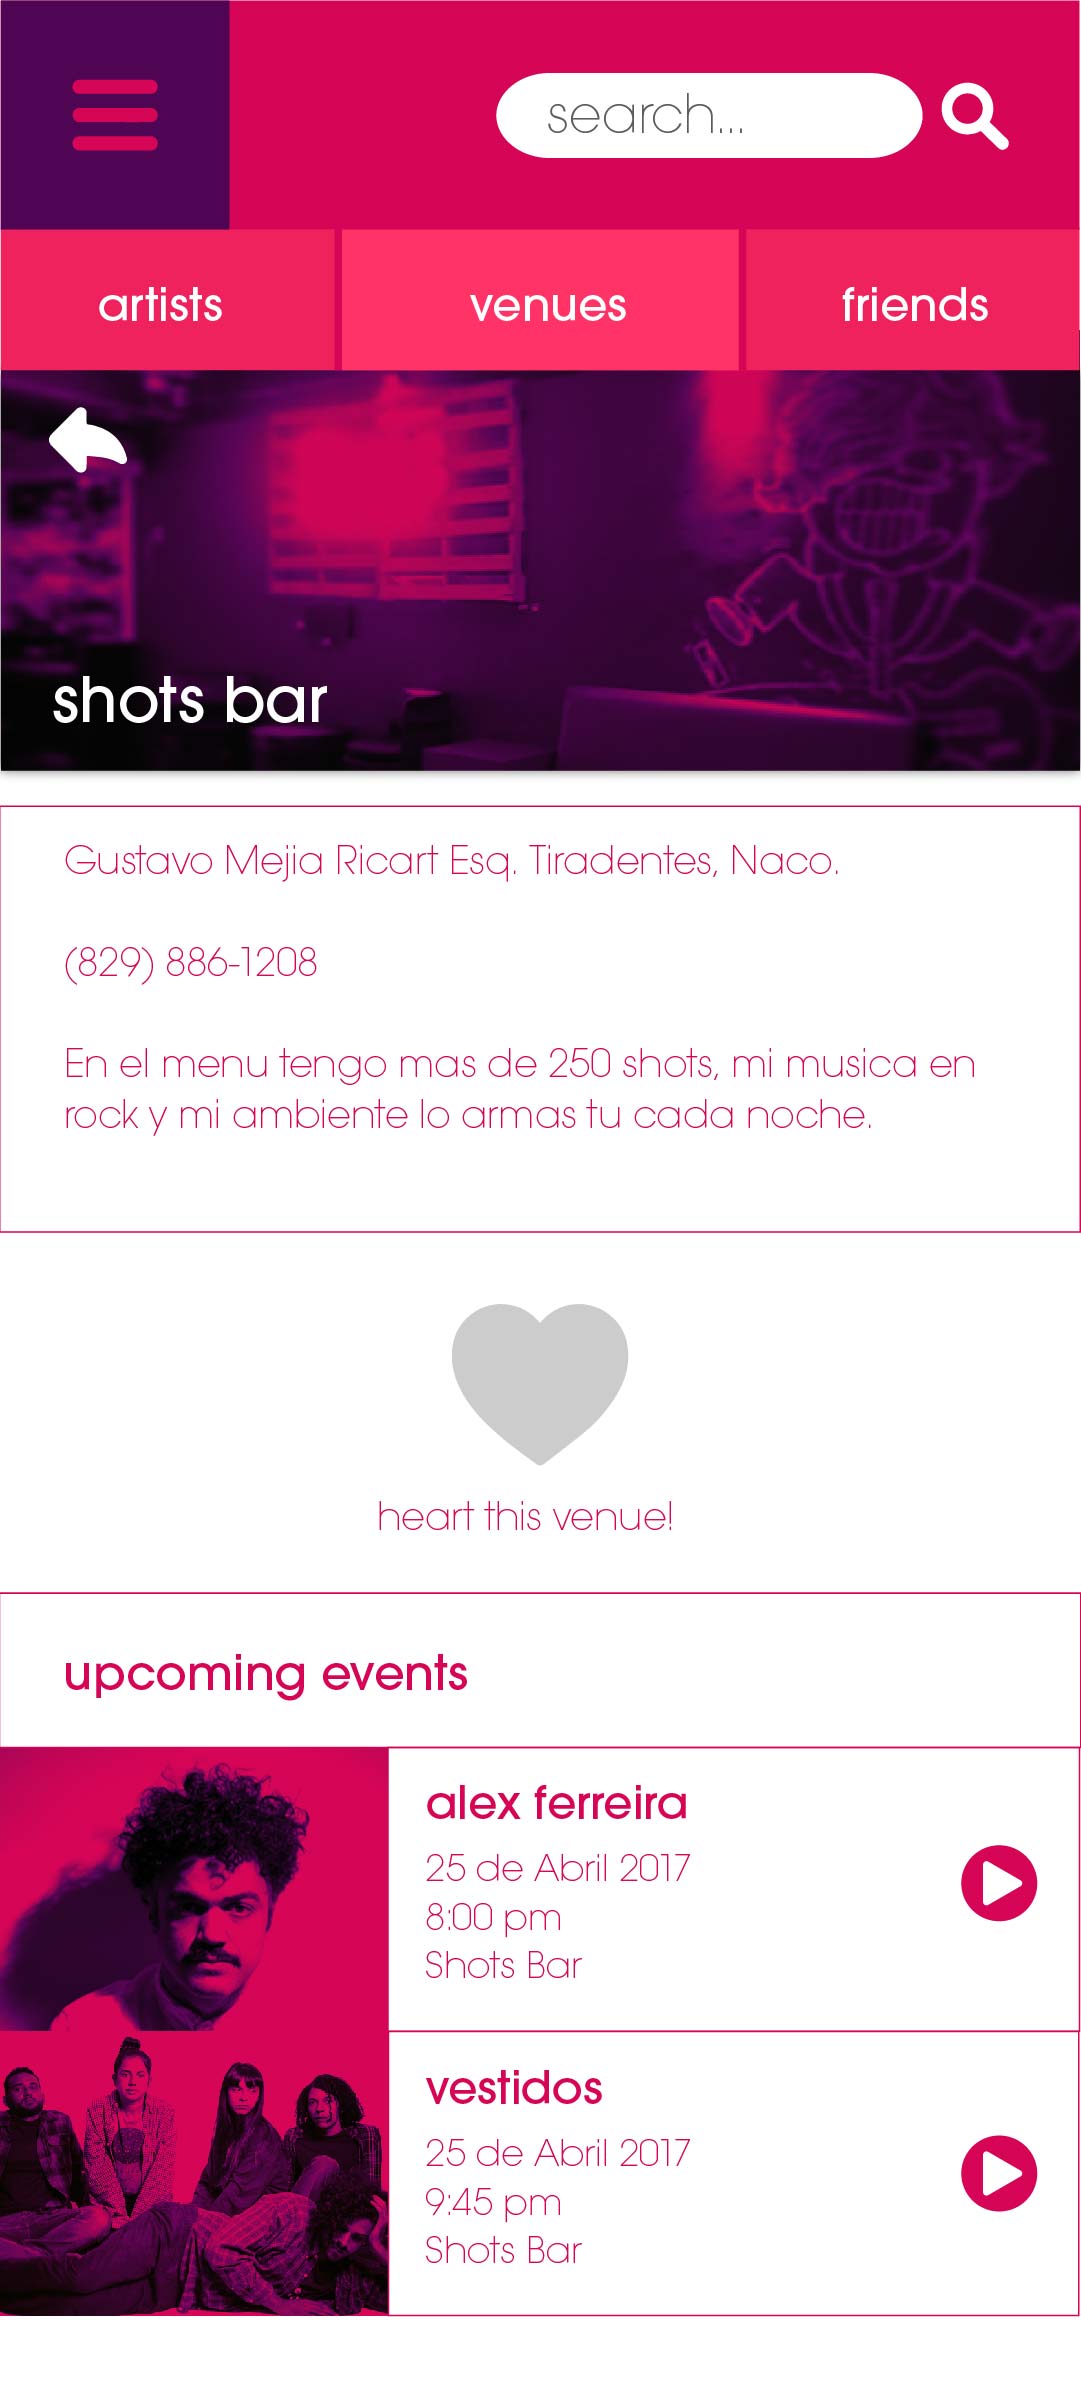 search...
artists
venues
friends
shots bar
Gustavo Mejia Ricart Esq. Tiradentes, Naco.
(829) 886-1208
En el menu tengo mas de 250 shots, mi musica en
rock y mi ambiente lo armas tu cada noche.
heart this venue!
upcoming events
alex ferreira
25 de Abril 2017
8:00 pm
Shots Bar
vestidos
25 de Abril 2017
9:45 pm
Shots Bar